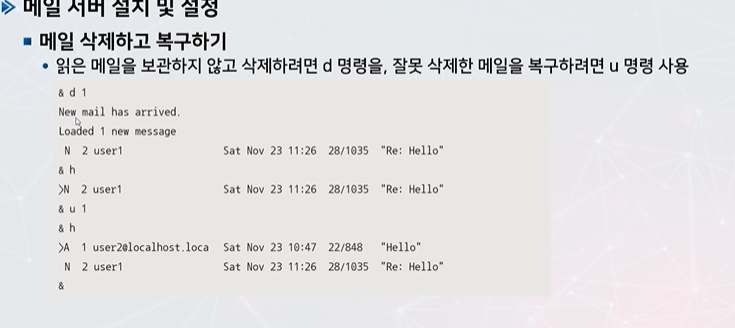 메일 서버 설치 및 설정
메일 삭제하고 복구하기
읽은 메일을 보관하지 않고 삭제하려면 d 명령을, 잘못 삭제한 메일을 복구하려면 u 명령 사용
& d 1
New mail has arrived.
Loaded 1 new message
N 2 user1 Sat Nov 23 11:26 28/1035 "Re: Hello"
& h
>N 2 user1 Sat Nov 23 11:26 28/1035 "Re: Hello"
& u 1
& h
>A 1 user2@localhost.loca Sat Nov 23 10:47 22/848 "Hello"
N 2 user1 Sat Nov 23 11:26 28/1035 "Re: Hello"
&